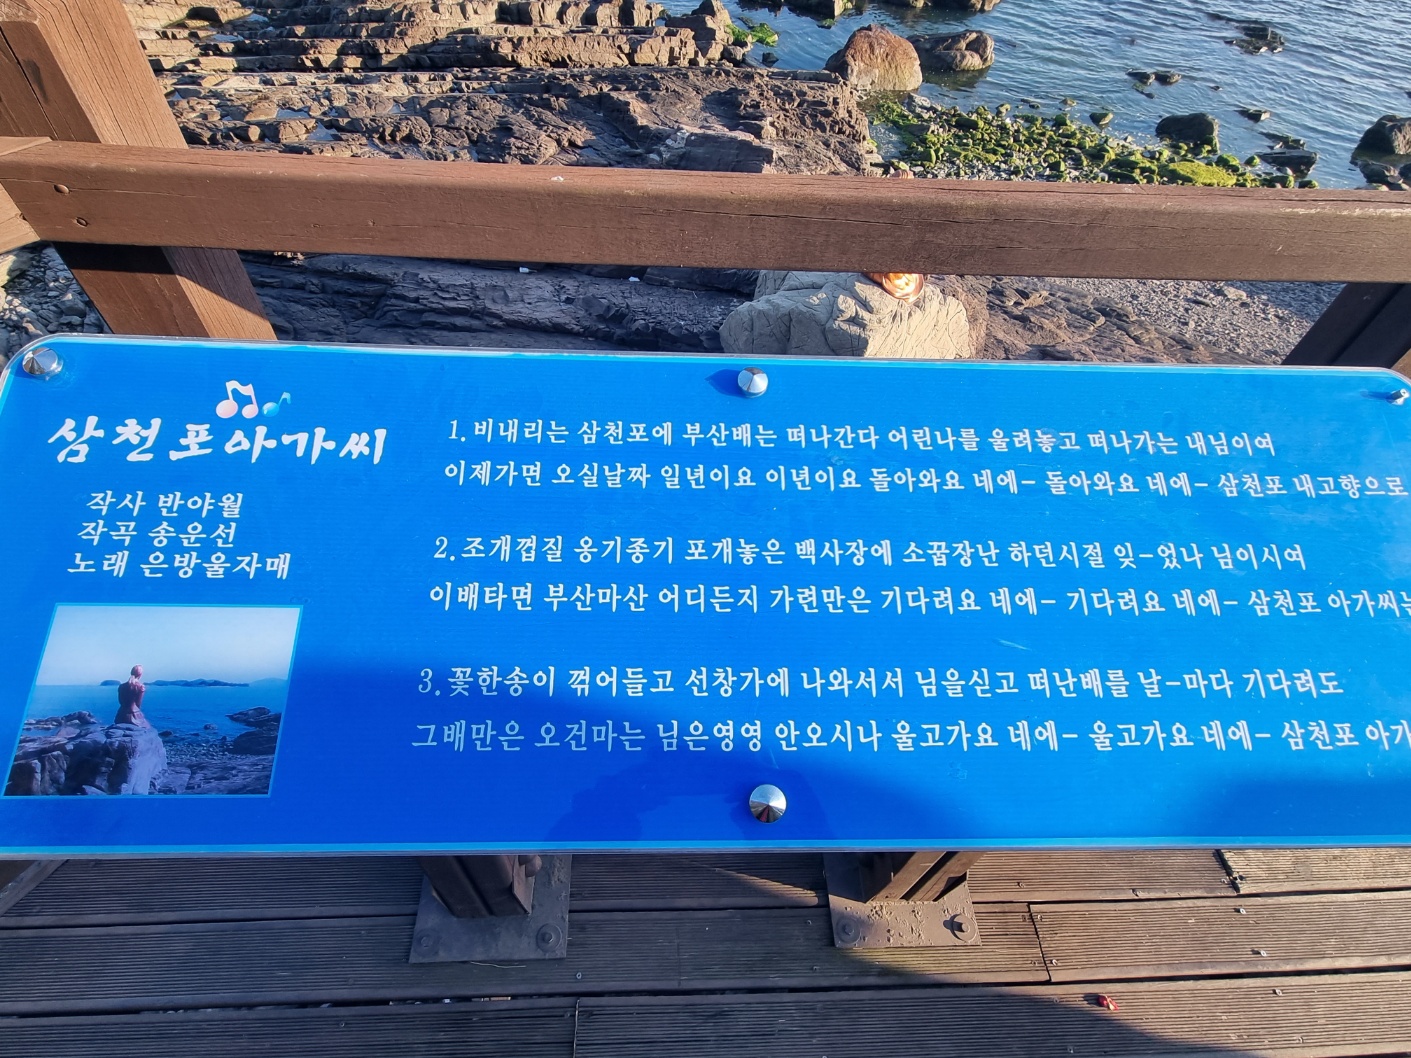 삼천포아가씨
작사 반야월
작곡 송운선
노래 은방울자매
1. 비내리는 삼천포에 부산배는 떠나간다 어린나를 울려놓고 떠나가는 내님이여
이제가면 오실날짜 일년이요 이년이요 돌아와요 네에- 돌아와요 네에- 삼천포 내고향으로
2. 조개껍질 옹기종기 포개놓은 백사장에 소꿉장난 하던시절 잊-었나 님이시여
이배타면 부산마산 어디든지 가련만은 기다려요 네에- 기다려요 네에- 삼천포 아가씨는
3. 꽃한송이 꺾어들고 선창가에 나와서서 님을싣고 떠난배를 날-마다 기다려도
그배만은 오건마는 님은영영 안오시나 울고가요 네에- 울고가요 네에- 삼천포